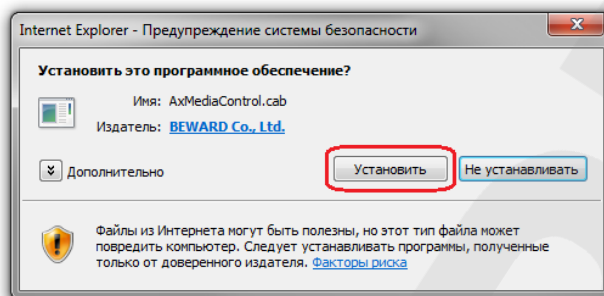 Internet Explorer - Предупреждение системы безопасности
Установить это программное обеспечение?
Имя: AxMediaControl.cab
Издатель: BEWARD Co., Ltd.
Дополнительно
Установить
Не устанавливать
Файлы из Интернета могут быть полезны, но этот тип файла может
повредить компьютер. Следует устанавливать программы, полученные
только от доверенного издателя. Факторы риска